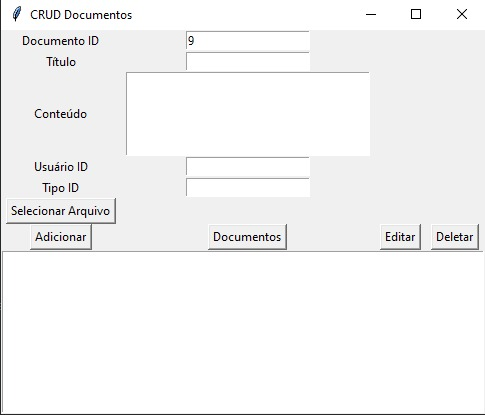 CRUD Documentos
Documento ID 9
Título
Conteúdo
Usuário ID
Tipo ID
Selecionar Arquivo
Adicionar Documentos Editar Deletar